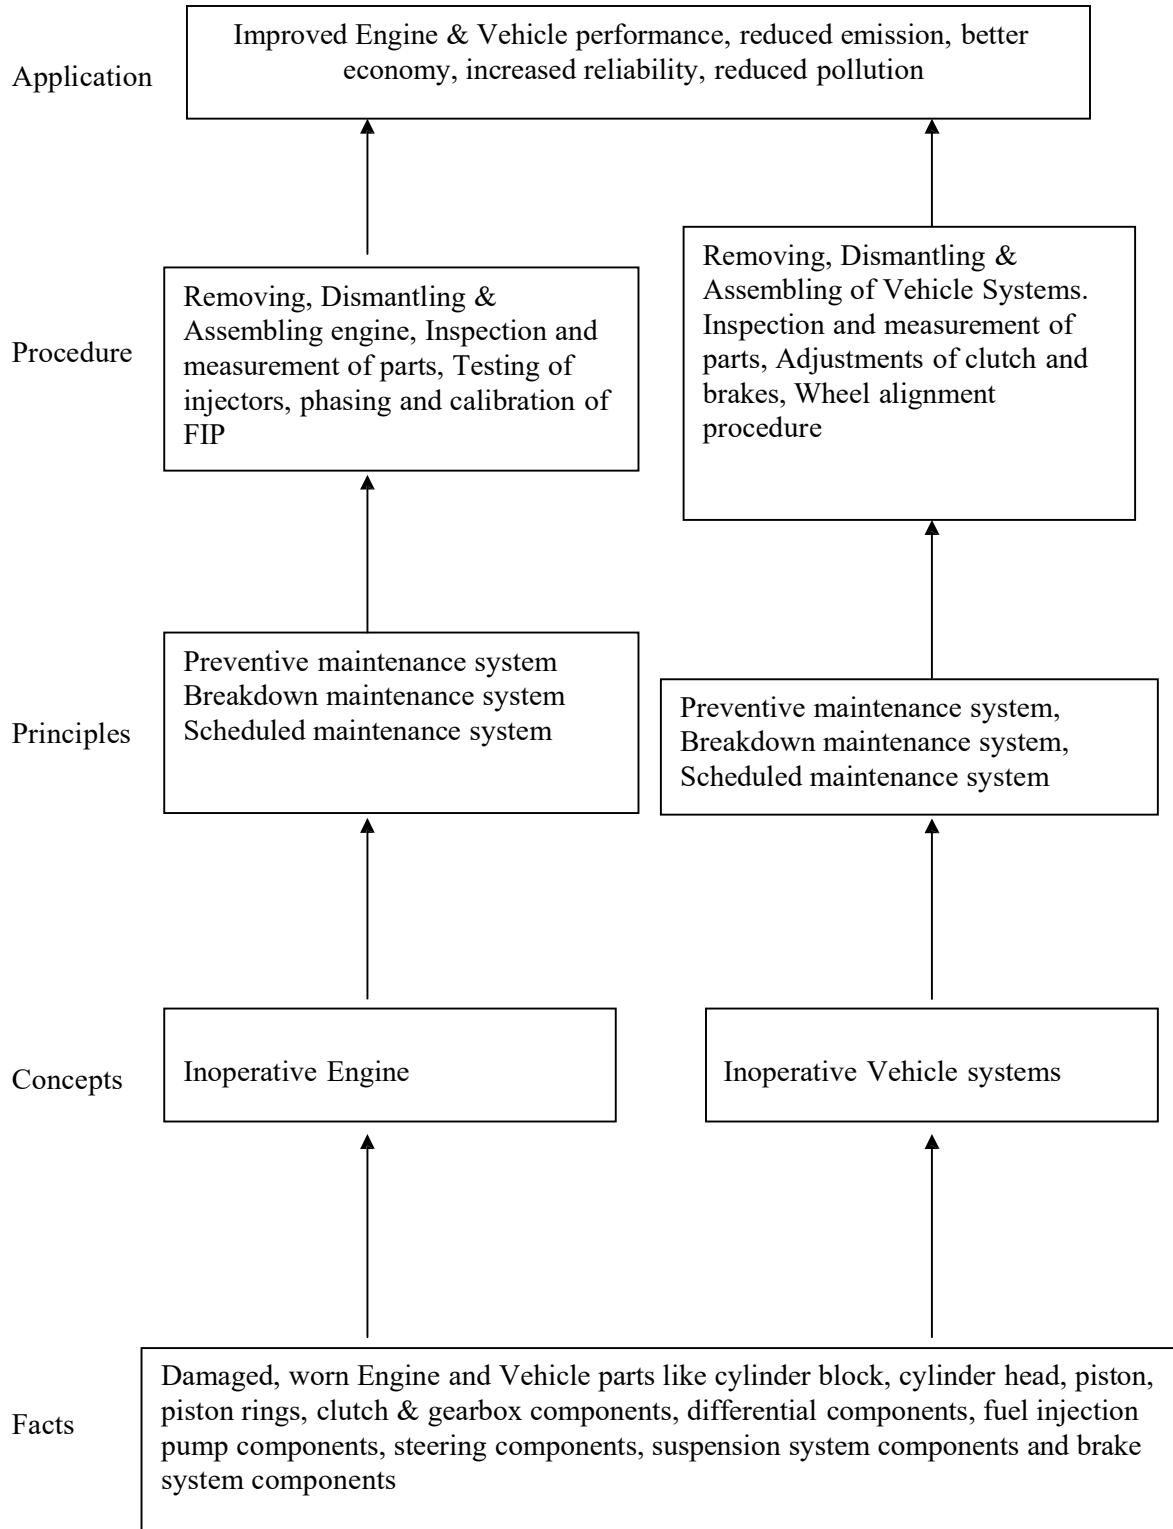 Application
Improved Engine & Vehicle performance, reduced emission, better
economy, increased reliability, reduced pollution
Procedure
Removing, Dismantling &
Assembling engine, Inspection and
measurement of parts, Testing of
injectors, phasing and calibration of
FIP
Removing, Dismantling &
Assembling of Vehicle Systems.
Inspection and measurement of
parts, Adjustments of clutch and
brakes, Wheel alignment
procedure
Principles
Preventive maintenance system
Breakdown maintenance system
Scheduled maintenance system
Preventive maintenance system,
Breakdown maintenance system,
Scheduled maintenance system
Concepts
Inoperative Engine
Inoperative Vehicle systems
Facts
Damaged, worn Engine and Vehicle parts like cylinder block, cylinder head, piston,
piston rings, clutch & gearbox components, differential components, fuel injection
pump components, steering components, suspension system components and brake
system components